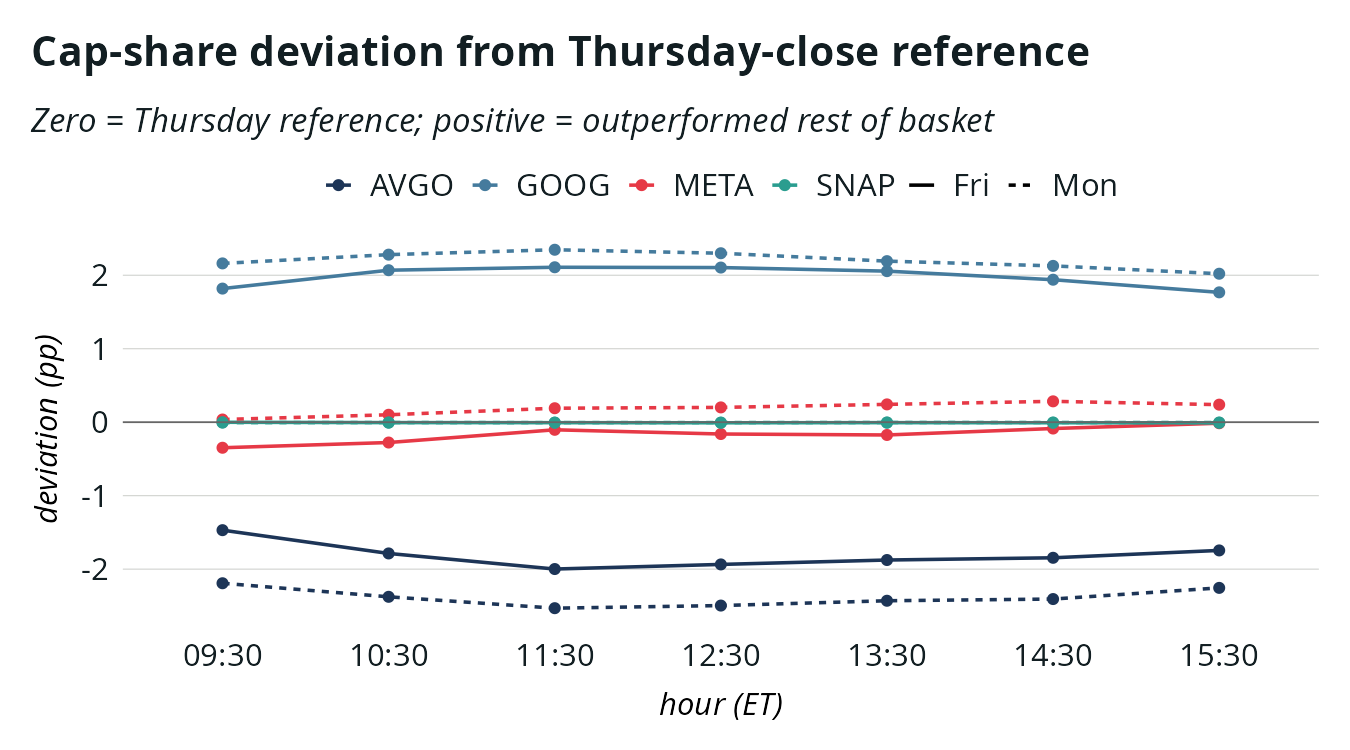 Cap-share deviation from Thursday-close reference
Zero = Thursday reference; positive = outperformed rest of basket
AVGO GOOG META SNAP Fri Mon
2
1
0
-1
-2
deviation (pp)
09:30 10:30 11:30 12:30 13:30 14:30 15:30
hour (ET)